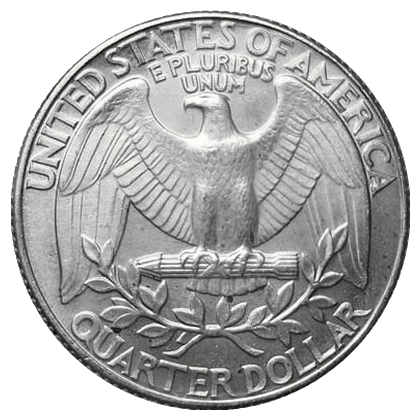 UNITED STATES OF AMERICA
E PLURIBUS
UNUM
QUARTER DOLLAR